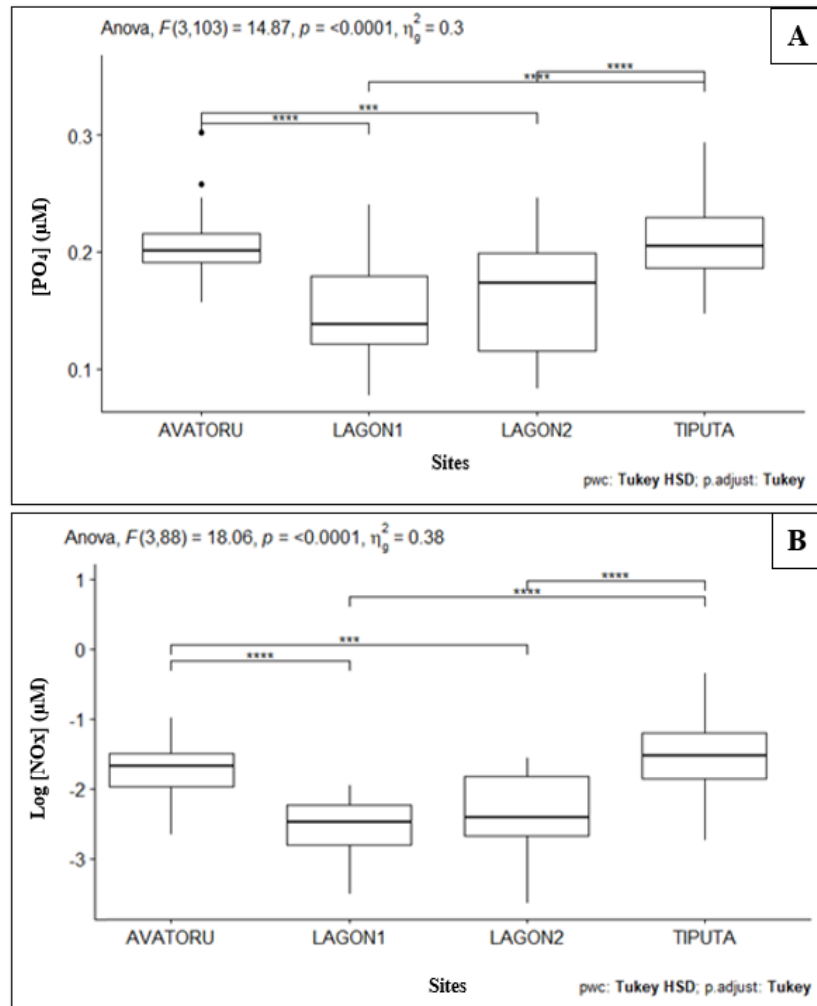 Anova, F(3,103) = 14.87, p = <0.0001, η²g = 0.3
A
****
****
***
****
0.3
0.2
0.1
[PO₄] (µM)
AVATORU LAGON1 LAGON2 TIPUTA
Sites
pwc: Tukey HSD; p.adjust: Tukey
Anova, F(3,88) = 18.06, p = <0.0001, η²g = 0.38
B
****
****
***
****
1
0
-1
-2
-3
Log [NOx] (µM)
AVATORU LAGON1 LAGON2 TIPUTA
Sites
pwc: Tukey HSD; p.adjust: Tukey